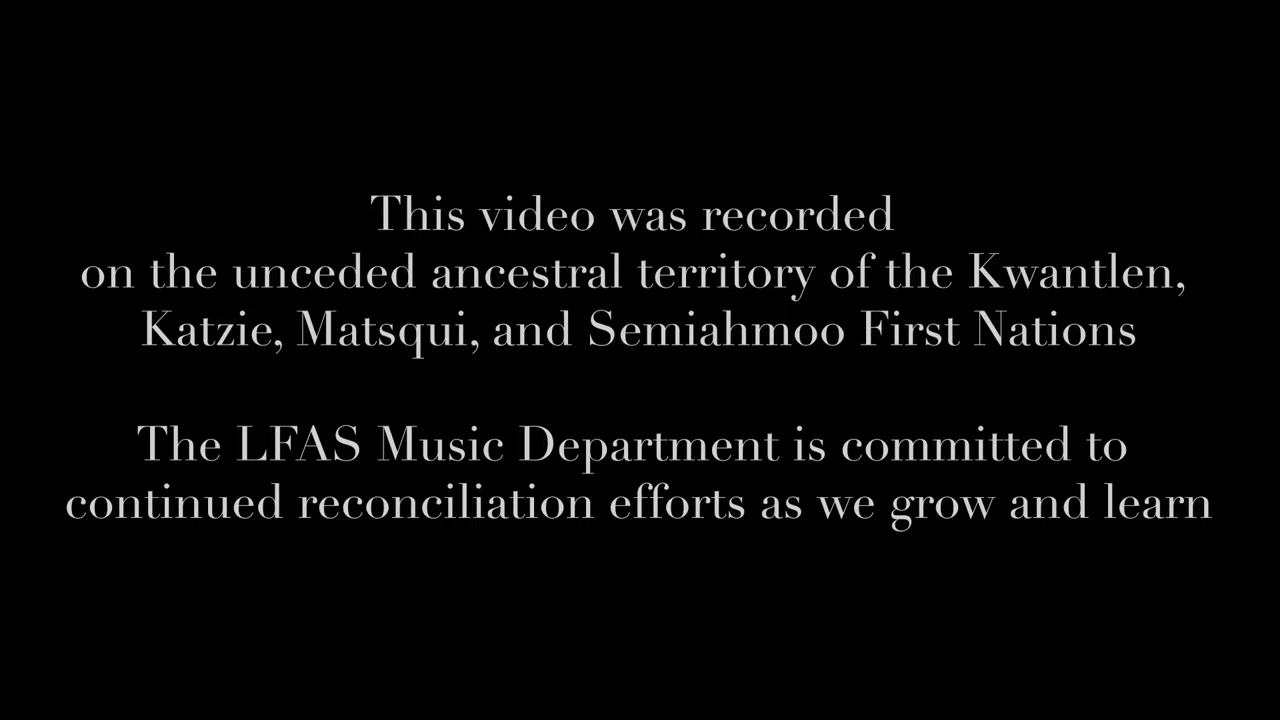 This video was recorded
on the unceded ancestral territory of the Kwantlen,
Katzie, Matsqui, and Semiahmoo First Nations
The LFAS Music Department is committed to
continued reconciliation efforts as we grow and learn